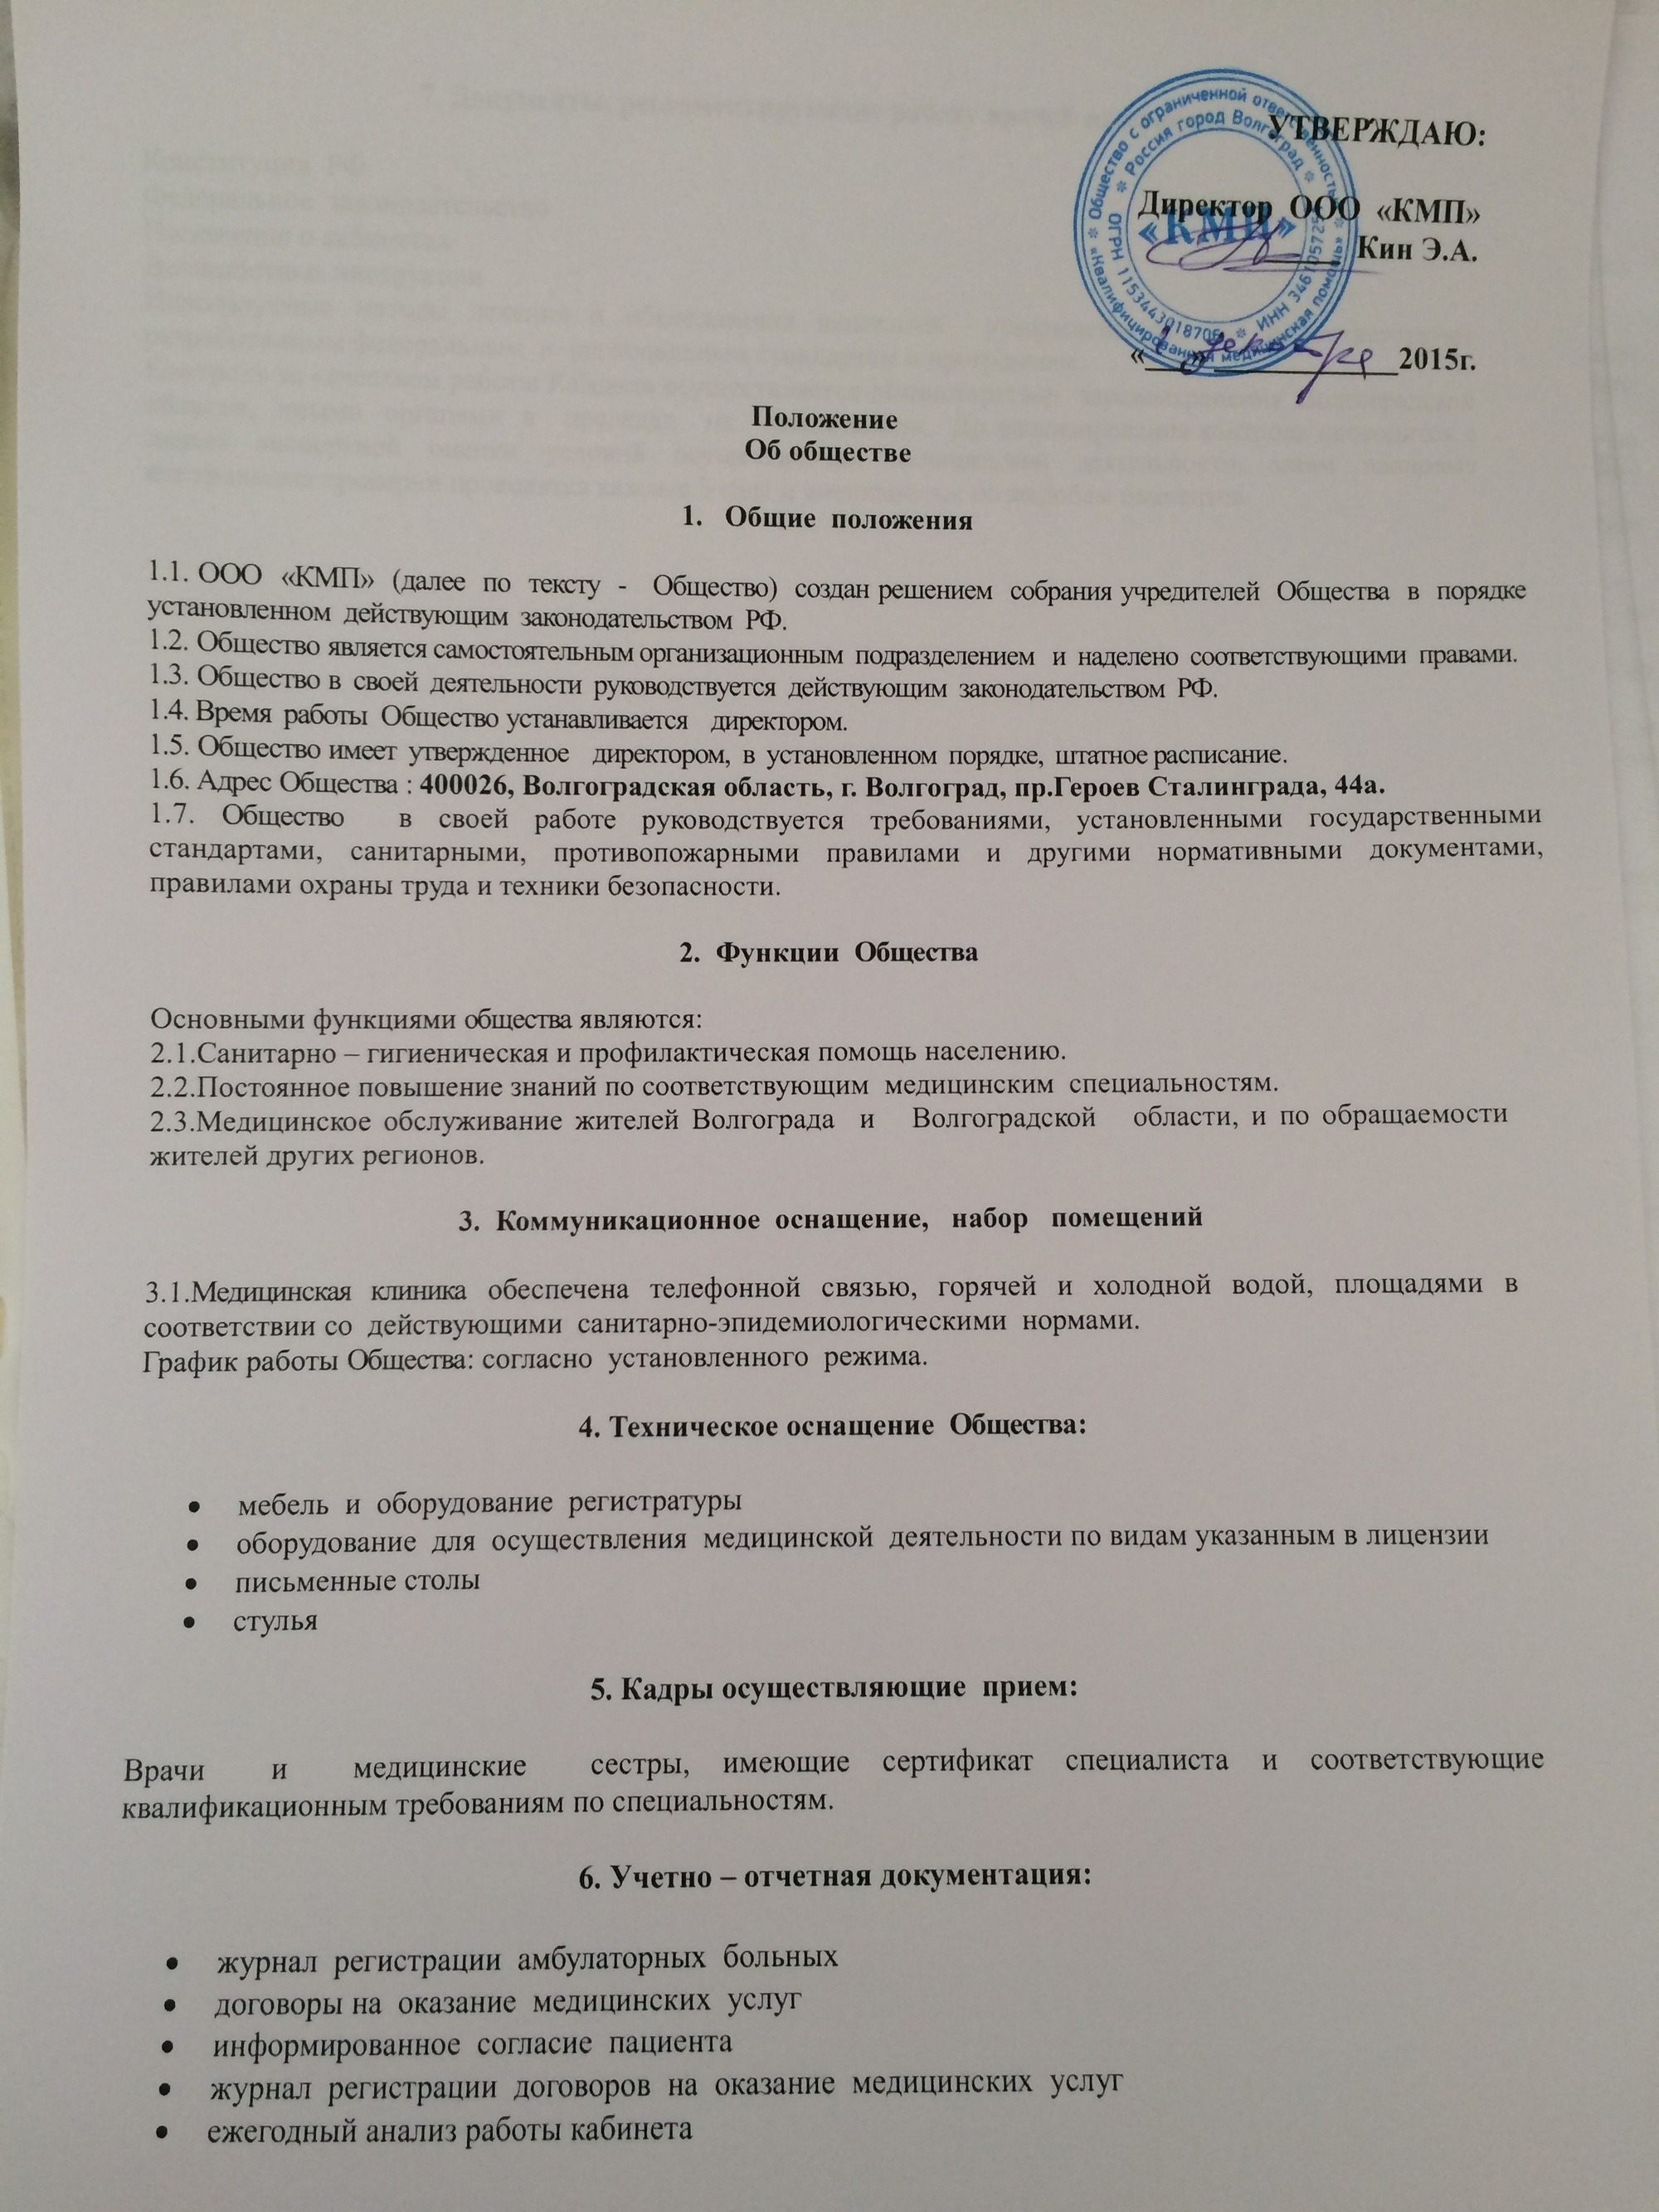 УТВЕРЖДАЮ:
Директор ООО «КМП»
Кин Э.А.
« » декабря 2015г.
Общество с ограниченной ответственностью
«Квалифицированная медицинская помощь»
Россия город Волгоград
ОГРН 1153443018706
ИНН
«КМП»
Положение
Об обществе
1. Общие положения
1.1. ООО «КМП» (далее по тексту - Общество) создан решением собрания учредителей Общества в порядке
установленном действующим законодательством РФ.
1.2. Общество является самостоятельным организационным подразделением и наделено соответствующими правами.
1.3. Общество в своей деятельности руководствуется действующим законодательством РФ.
1.4. Время работы Общество устанавливается директором.
1.5. Общество имеет утвержденное директором, в установленном порядке, штатное расписание.
1.6. Адрес Общества : 400026, Волгоградская область, г. Волгоград, пр.Героев Сталинграда, 44а.
1.7. Общество в своей работе руководствуется требованиями, установленными государственными
стандартами, санитарными, противопожарными правилами и другими нормативными документами,
правилами охраны труда и техники безопасности.
2. Функции Общества
Основными функциями общества являются:
2.1.Санитарно – гигиеническая и профилактическая помощь населению.
2.2.Постоянное повышение знаний по соответствующим медицинским специальностям.
2.3.Медицинское обслуживание жителей Волгограда и Волгоградской области, и по обращаемости
жителей других регионов.
3. Коммуникационное оснащение, набор помещений
3.1.Медицинская клиника обеспечена телефонной связью, горячей и холодной водой, площадями в
соответствии со действующими санитарно-эпидемиологическими нормами.
График работы Общества: согласно установленного режима.
4. Техническое оснащение Общества:
• мебель и оборудование регистратуры
• оборудование для осуществления медицинской деятельности по видам указанным в лицензии
• письменные столы
• стулья
5. Кадры осуществляющие прием:
Врачи и медицинские сестры, имеющие сертификат специалиста и соответствующие
квалификационным требованиям по специальностям.
6. Учетно – отчетная документация:
• журнал регистрации амбулаторных больных
• договоры на оказание медицинских услуг
• информированное согласие пациента
• журнал регистрации договоров на оказание медицинских услуг
• ежегодный анализ работы кабинета